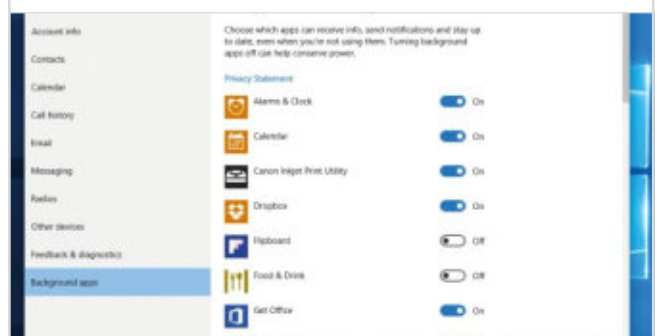 Account info
Contacts
Calendar
Call history
Email
Messaging
Radios
Other devices
Feedback & diagnostics
Background apps
Choose which apps can receive info, send notifications and stay up
to date, even when you're not using them. Turning background
apps off can help conserve power.
Privacy Statement
Alarms & Clock On
Calendar On
Canon Inkjet Print Utility On
Dropbox On
Flipboard Off
Food & Drink Off
Get Office On